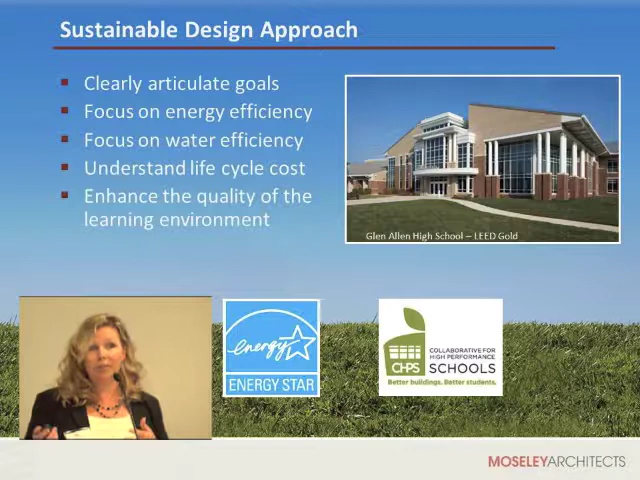 Sustainable Design Approach
Clearly articulate goals
Focus on energy efficiency
Focus on water efficiency
Understand life cycle cost
Enhance the quality of the
learning environment
Glen Allen High School – LEED Gold
energy
ENERGY STAR
CHPS
COLLABORATIVE FOR
HIGH PERFORMANCE
SCHOOLS
Better buildings. Better students.
MOSELEYARCHITECTS